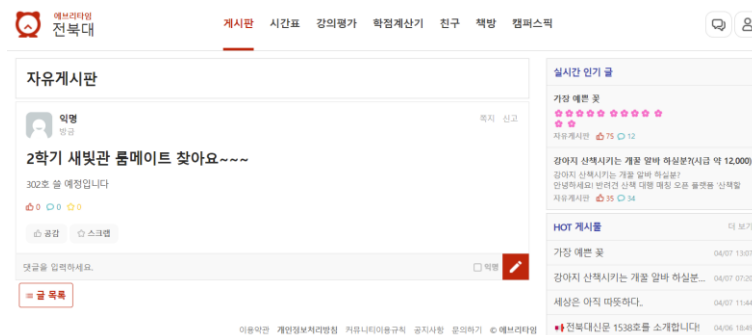 에브리타임
전북대
게시판 시간표 강의평가 학점계산기 친구 책방 캠퍼스픽
자유게시판
익명
방금
쪽지 신고
2학기 새빛관 룸메이트 찾아요~~~
302호 쓸 예정입니다
0 0 0
공감 스크랩
댓글을 입력하세요.
익명
글 목록
실시간 인기 글
가장 예쁜 꽃
자유게시판 75 12
강아지 산책시키는 개꿀 알바 하실분?(시급 약 12,000)
강아지 산책시키는 개꿀 알바 하실분?
안녕하세요! 반려견 산책 대행 매칭 오픈 플랫폼 '산책할
자유게시판 35 34
HOT 게시물 더 보기
가장 예쁜 꽃 04/07 13:07
강아지 산책시키는 개꿀 알바 하실분... 04/07 07:20
세상은 아직 따뜻하다.. 04/07 11:44
전북대신문 1538호를 소개합니다! 04/06 18:48
이용약관 개인정보처리방침 커뮤니티이용규칙 공지사항 문의하기 © 에브리타임